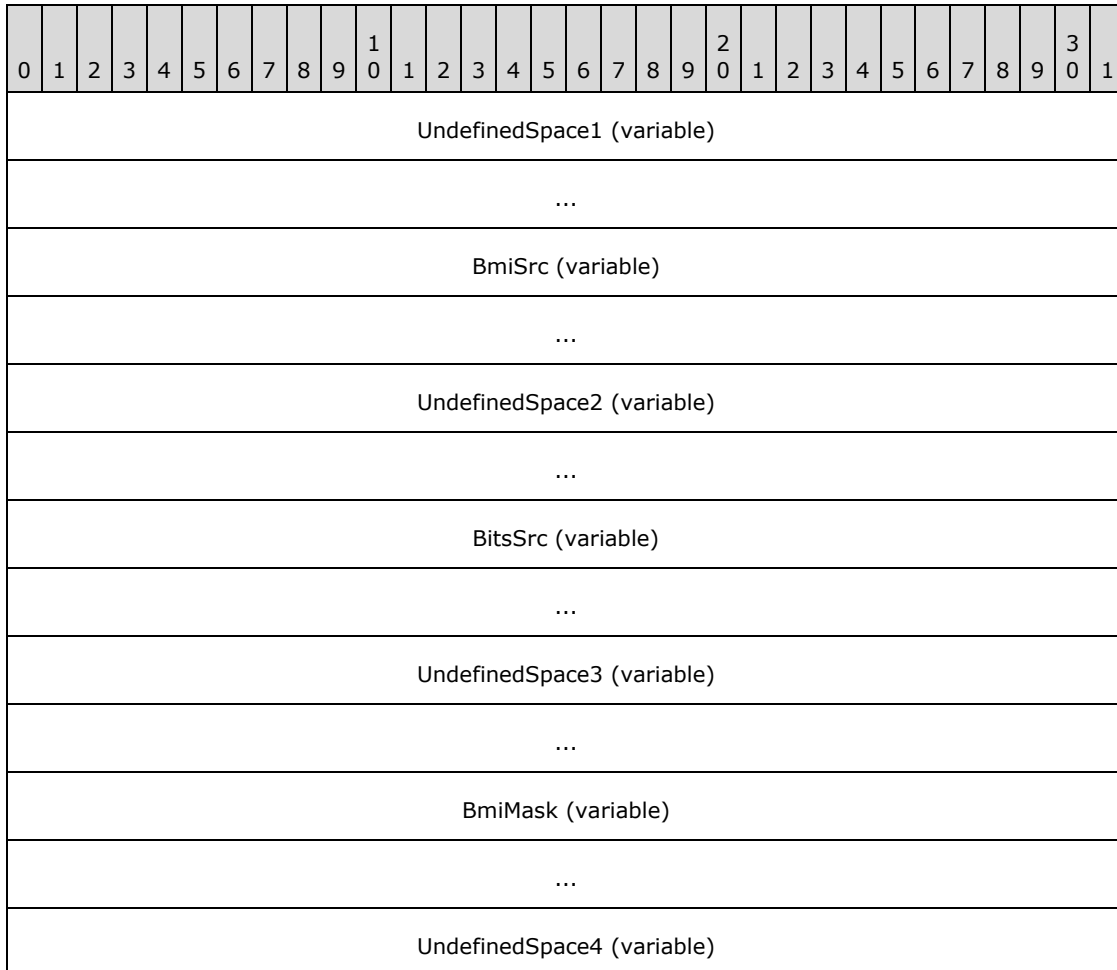 1 2 3
0 1 2 3 4 5 6 7 8 9 0 1 2 3 4 5 6 7 8 9 0 1 2 3 4 5 6 7 8 9 0 1
UndefinedSpace1 (variable)
...
BmiSrc (variable)
...
UndefinedSpace2 (variable)
...
BitsSrc (variable)
...
UndefinedSpace3 (variable)
...
BmiMask (variable)
...
UndefinedSpace4 (variable)